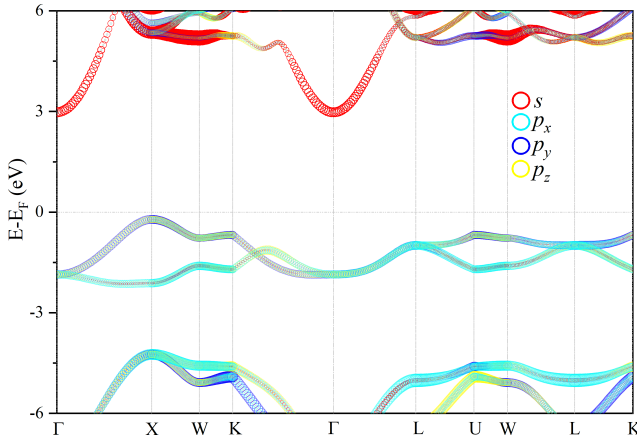 6
3
0
-3
-6
E-E_F (eV)
s
p_x
p_y
p_z
Γ X W K Γ L U W L K